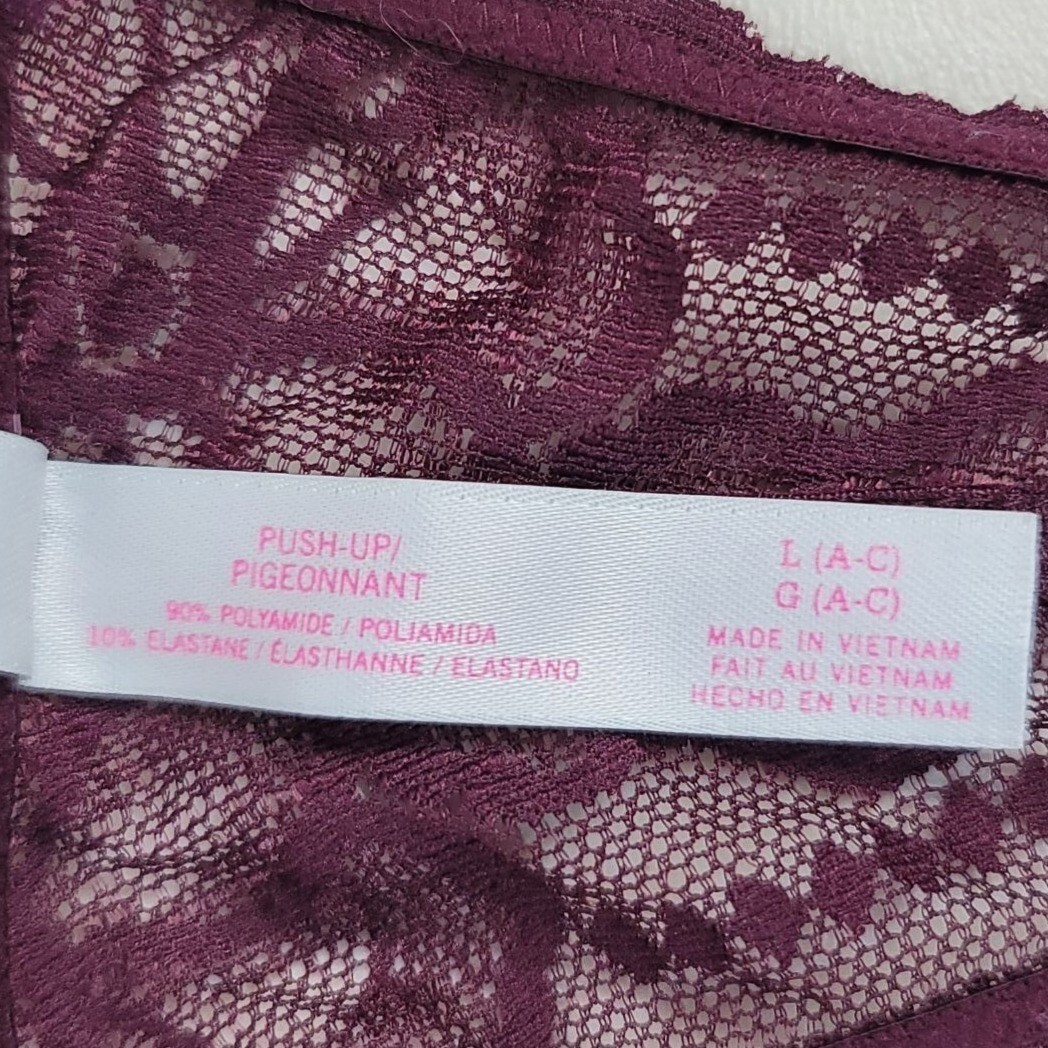 PUSH-UP/
PIGEONNANT
90% POLYAMIDE / POLIAMIDA
10% ELASTANE / ÉLASTHANNE / ELASTANO
L (A-C)
G (A-C)
MADE IN VIETNAM
FAIT AU VIETNAM
HECHO EN VIETNAM